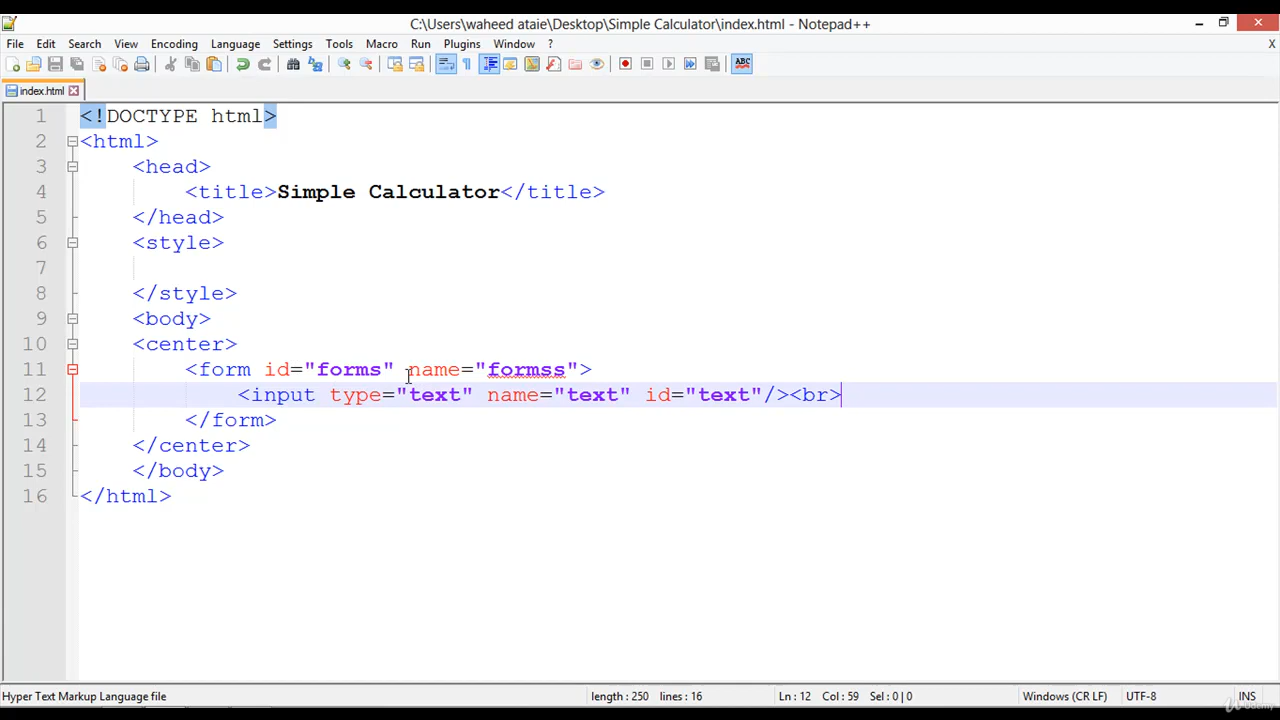 C:\Users\waheed ataie\Desktop\Simple Calculator\index.html - Notepad++
File Edit Search View Encoding Language Settings Tools Macro Run Plugins Window ? X
ABC
index.html
1 <!DOCTYPE html>
2 <html>
3 <head>
4 <title>Simple Calculator</title>
5 </head>
6 <style>
7
8 </style>
9 <body>
10 <center>
11 <form id="forms" name="formss">
12 <input type="text" name="text" id="text"/><br>
13 </form>
14 </center>
15 </body>
16 </html>
Hyper Text Markup Language file length : 250 lines : 16 Ln : 12 Col : 59 Sel : 0 | 0 Windows (CR LF) UTF-8 INS
Udemy